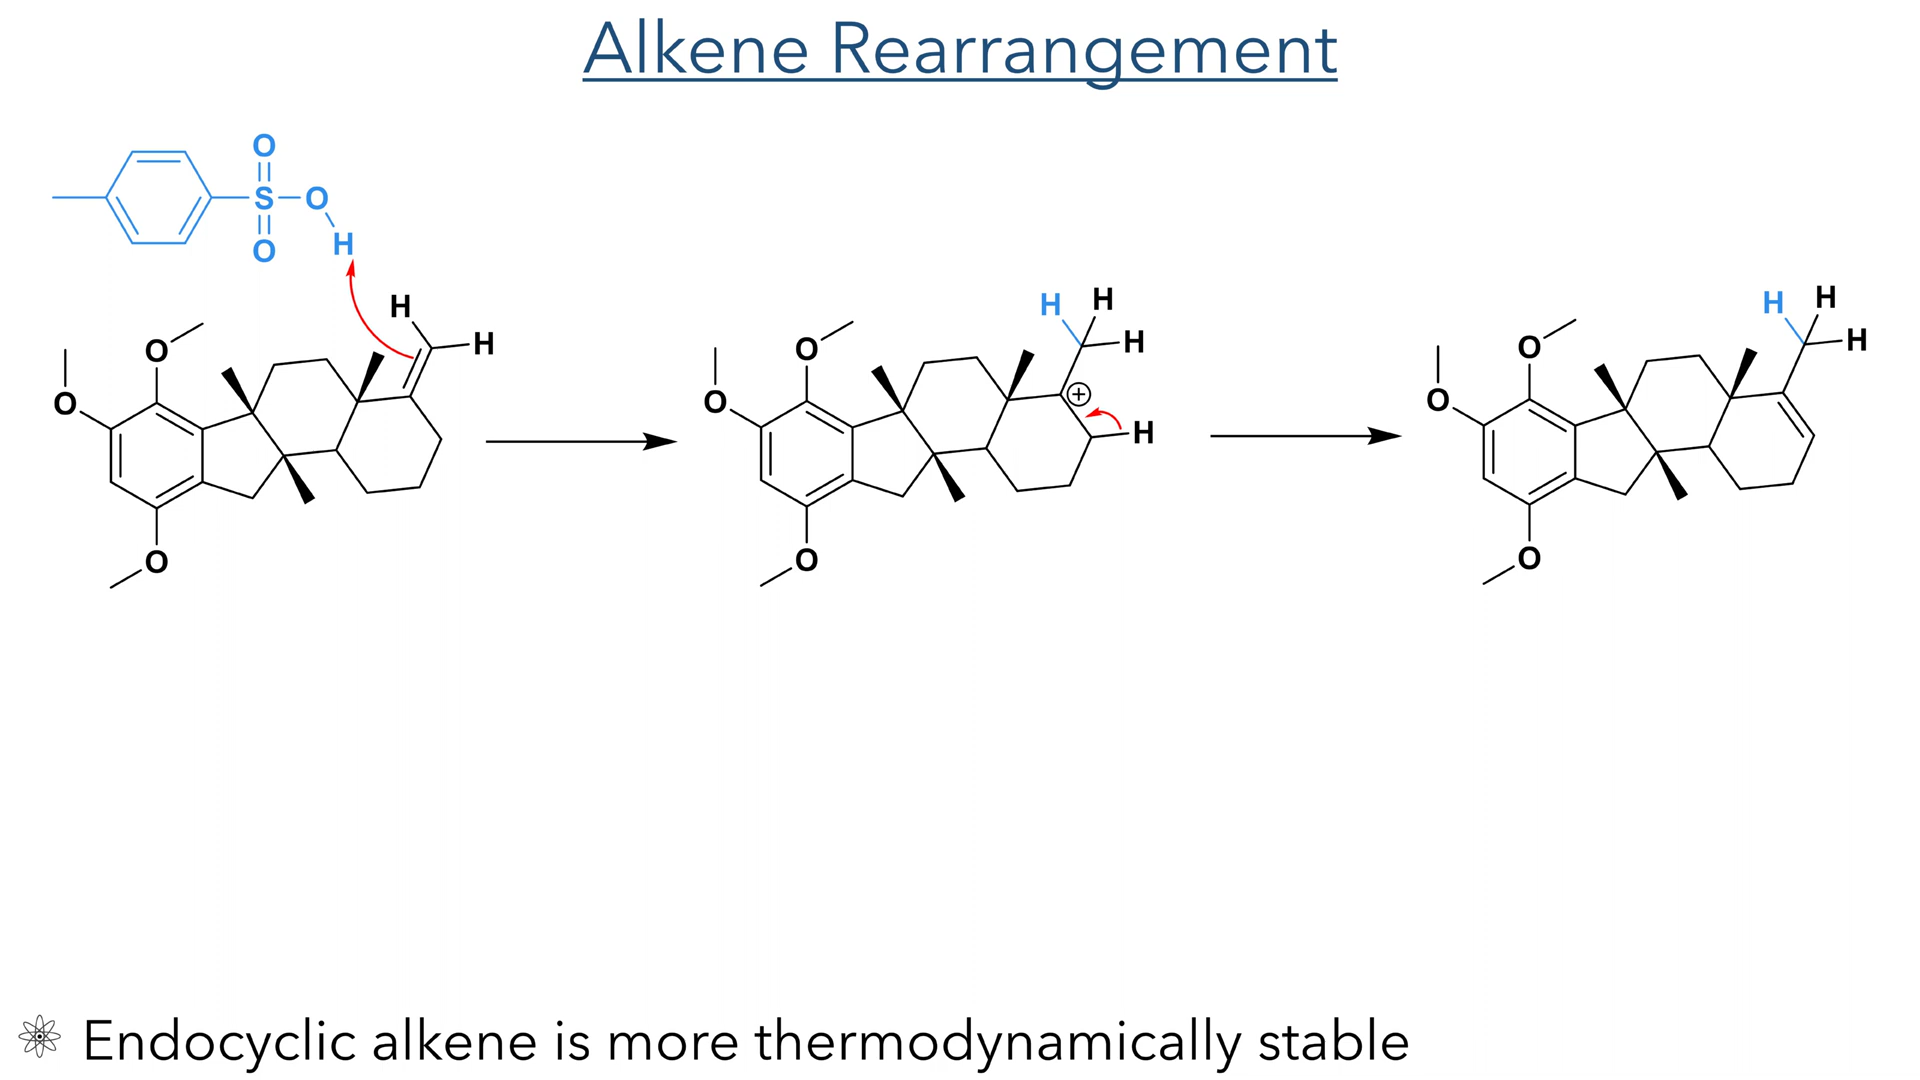 Alkene Rearrangement
O
S O
H
O
H
H
O
O
O
H H
H
+
H
O
O
O
H H
H
O
O
O
Endocyclic alkene is more thermodynamically stable